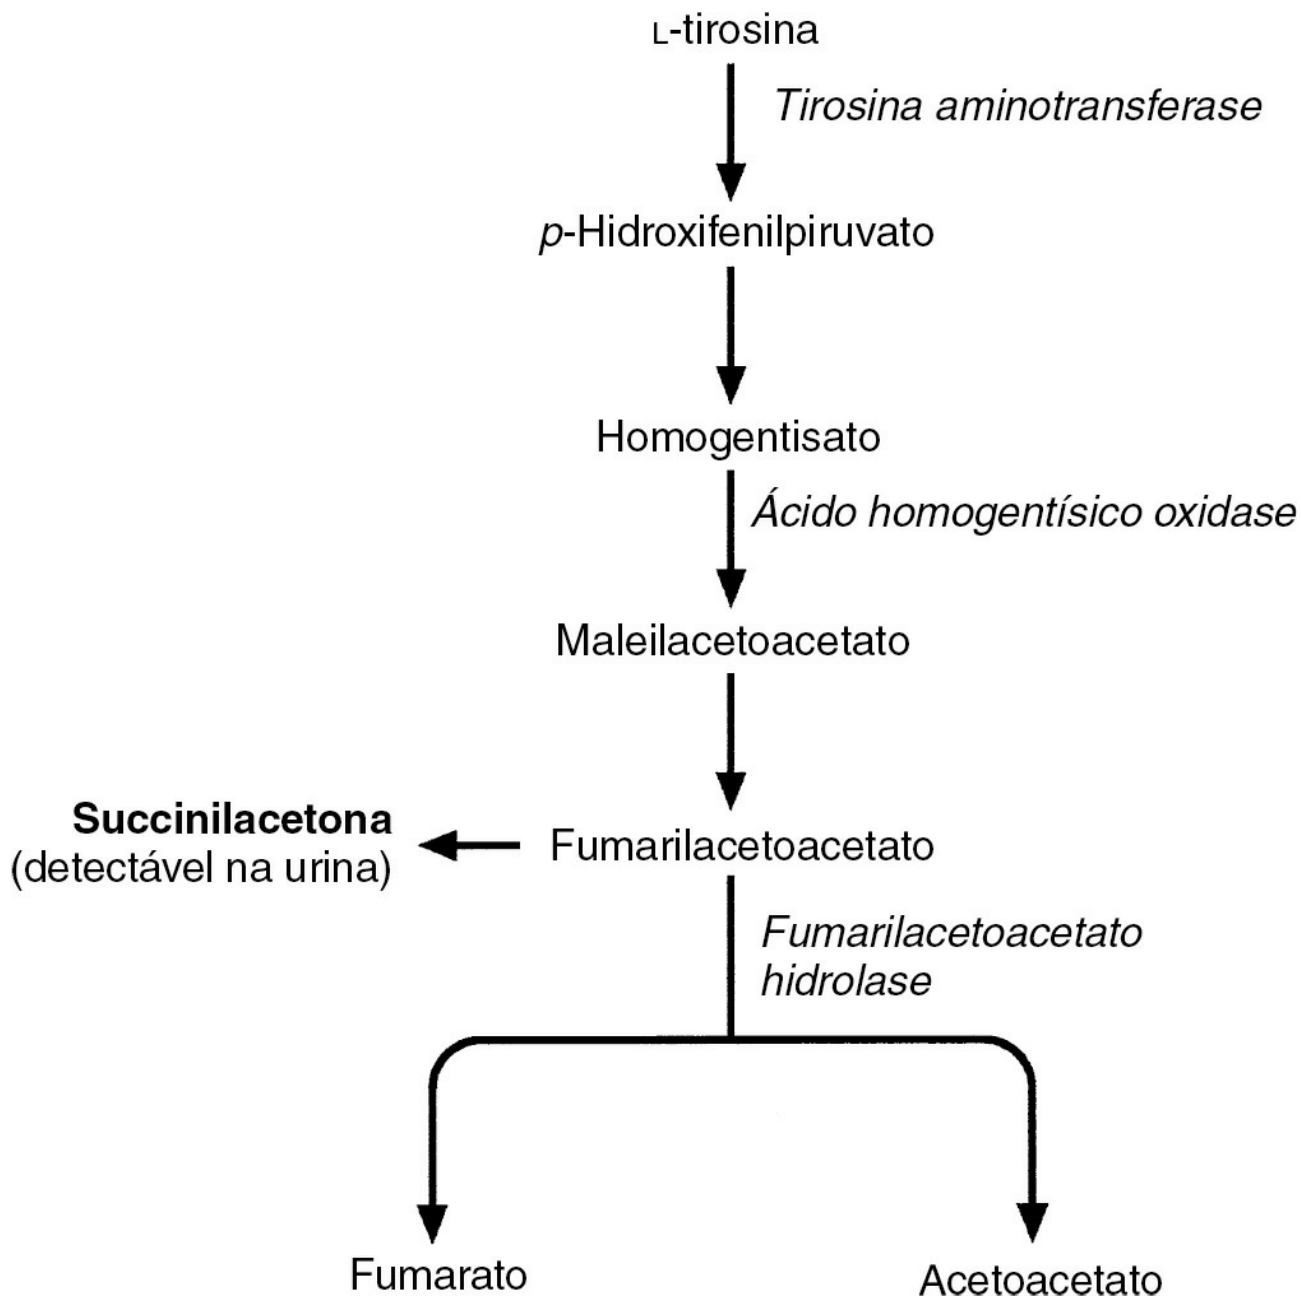 L-tirosina
Tirosina aminotransferase
p-Hidroxifenilpiruvato
Homogentisato
Ácido homogentísico oxidase
Maleilacetoacetato
Succinilacetona
(detectável na urina)
Fumarilacetoacetato
Fumarilacetoacetato
hidrolase
Fumarato
Acetoacetato